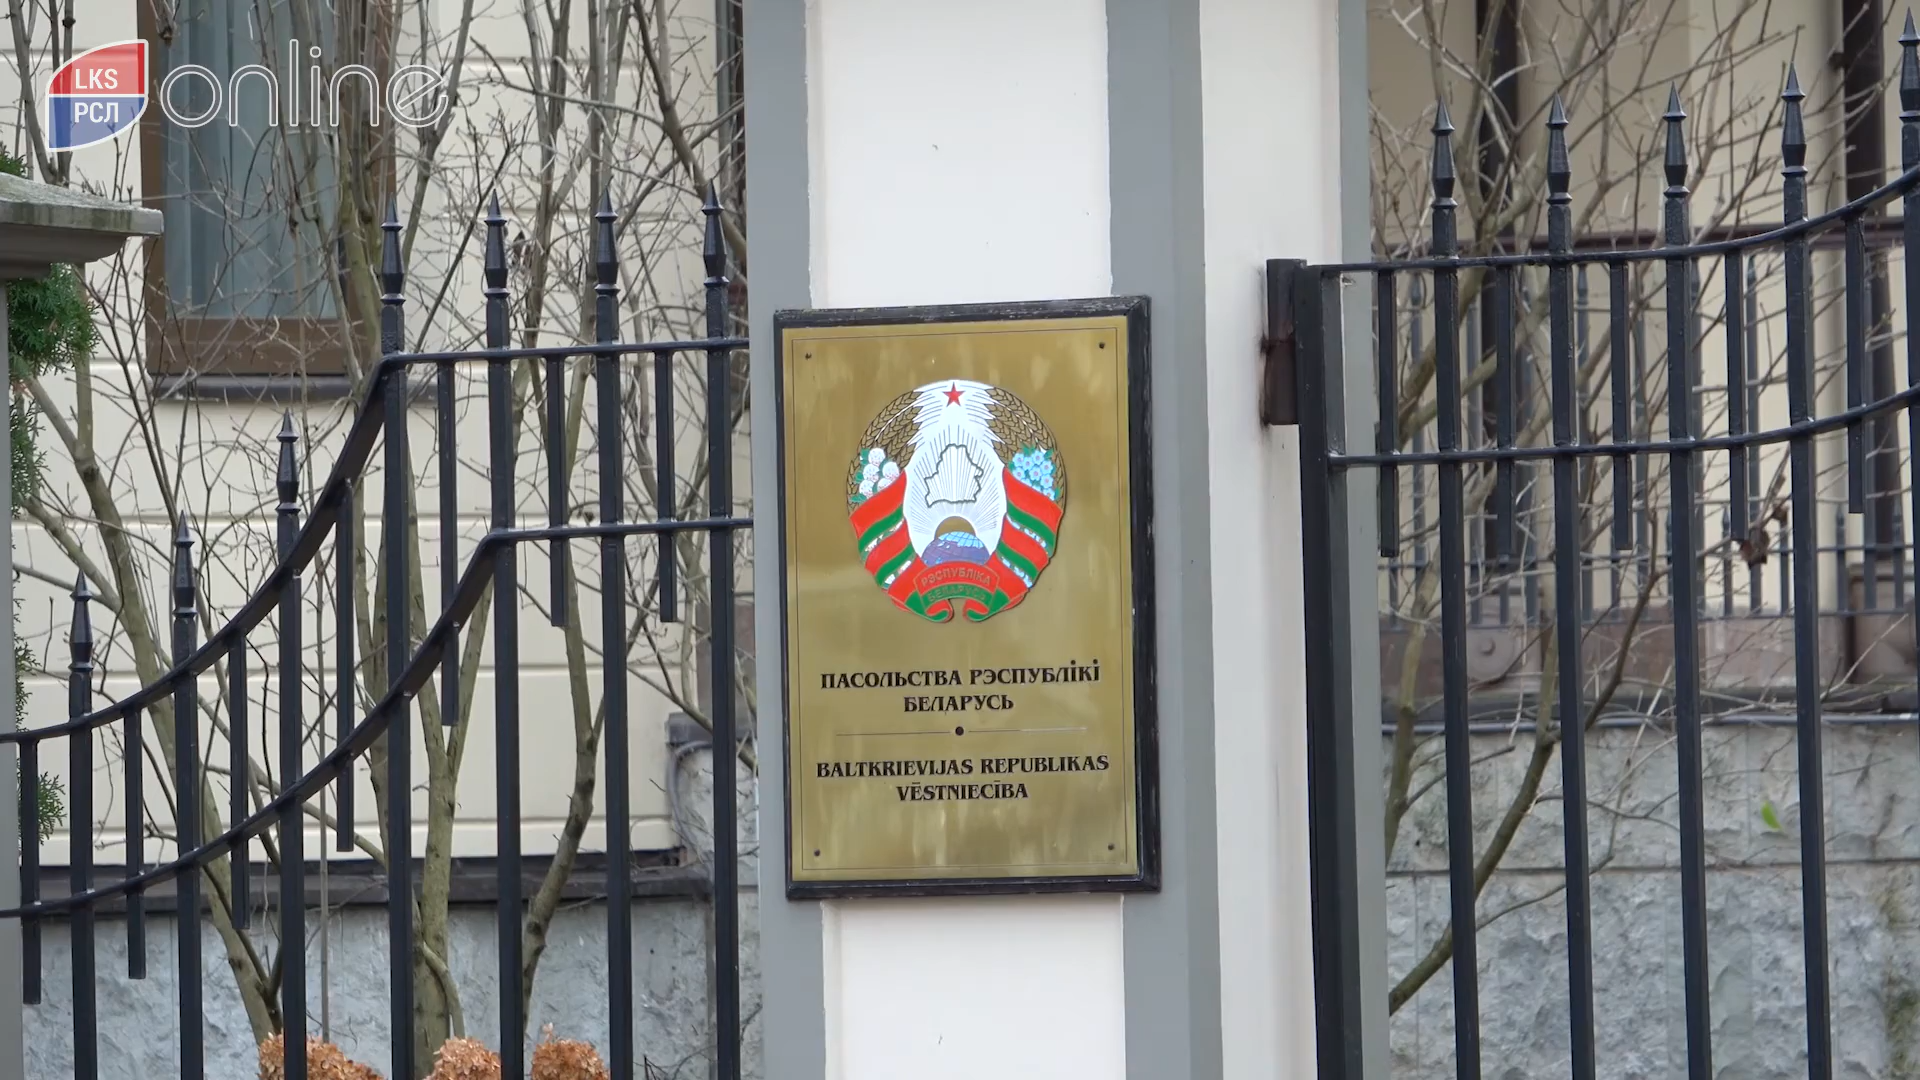 LKS
РСЛ
online
РЭСПУБЛІКА
БЕЛАРУСЬ
ПАСОЛЬСТВА РЭСПУБЛІКІ
БЕЛАРУСЬ
BALTKRIEVIJAS REPUBLIKAS
VĒSTNIECĪBA